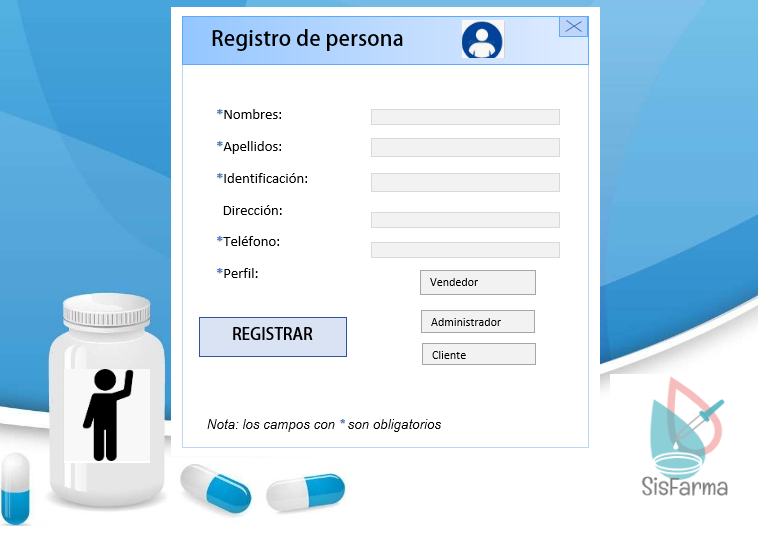 Registro de persona
*Nombres:
*Apellidos:
*Identificación:
Dirección:
*Teléfono:
*Perfil:
Vendedor
Administrador
Cliente
REGISTRAR
Nota: los campos con * son obligatorios
SisFarma